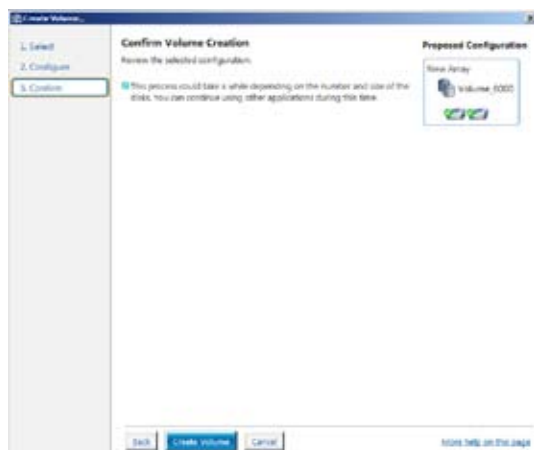 Create Volume...
1. Select
2. Configure
3. Confirm
Confirm Volume Creation
Review the selected configuration.
This process could take a while depending on the number and size of the
disks. You can continue using other applications during this time.
Proposed Configuration
New Array
Volume_0000
Back
Create Volume
Cancel
More help on this page